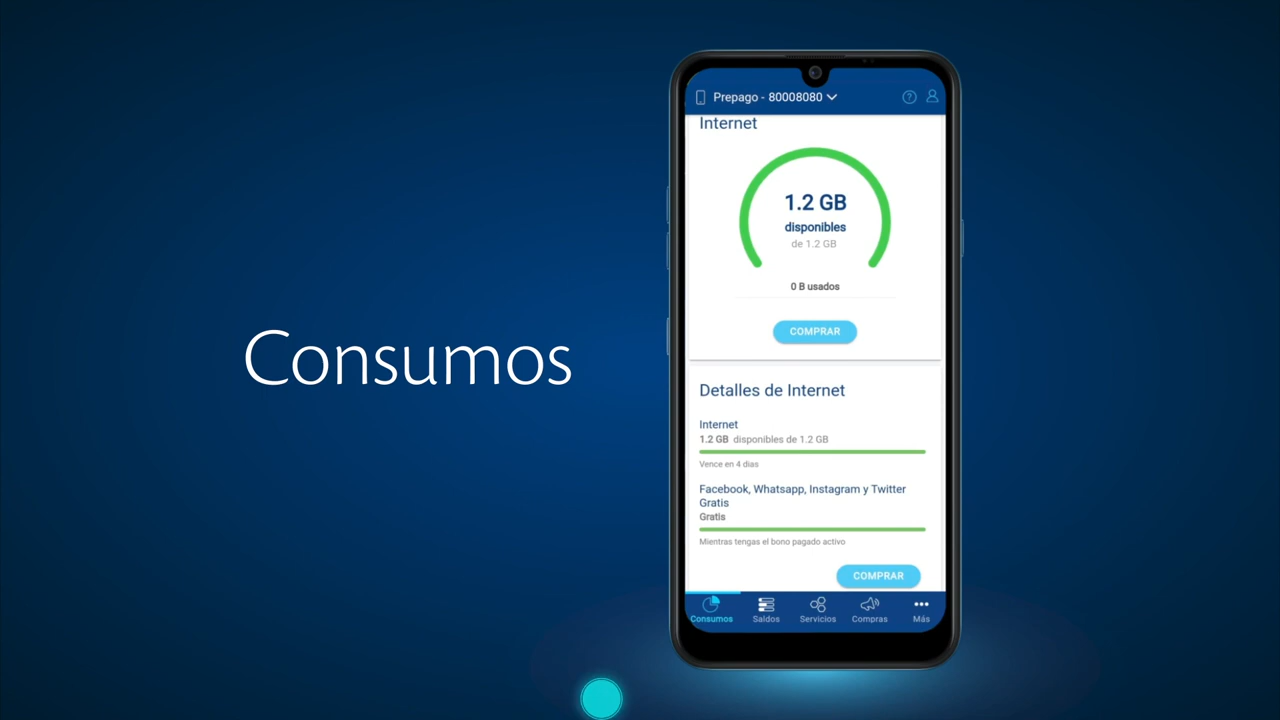 Consumos
Prepago - 80008080
Internet
1.2 GB
disponibles
de 1.2 GB
0 B usados
COMPRAR
Detalles de Internet
Internet
1.2 GB disponibles de 1.2 GB
Vence en 4 dias
Facebook, Whatsapp, Instagram y Twitter
Gratis
Gratis
Mientras tengas el bono pagado activo
COMPRAR
Consumos Saldos Servicios Compras Más